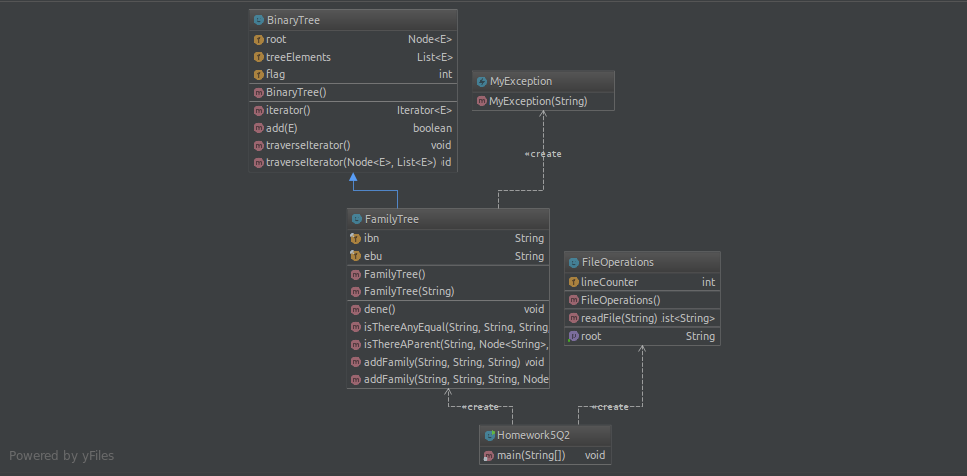 BinaryTree
root Node<E>
treeElements List<E>
flag int
BinaryTree()
iterator() Iterator<E>
add(E) boolean
traverseIterator() void
traverseIterator(Node<E>, List<E>) id
MyException
MyException(String)
«create
FamilyTree
ibn String
ebu String
FamilyTree()
FamilyTree(String)
dene() void
isThereAnyEqual(String, String, String,
isThereAParent(String, Node<String>,
addFamily(String, String, String) void
addFamily(String, String, String, Node
FileOperations
lineCounter int
FileOperations()
readFile(String) ist<String>
root String
«create
«create
Homework5Q2
main(String[]) void
Powered by yFiles